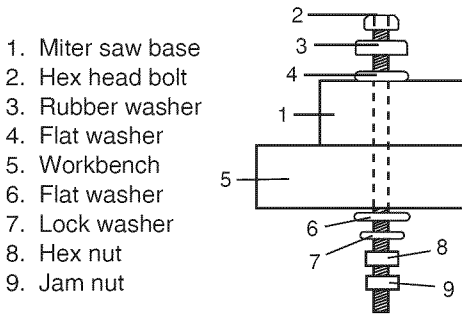 1. Miter saw base
2. Hex head bolt
3. Rubber washer
4. Flat washer
5. Workbench
6. Flat washer
7. Lock washer
8. Hex nut
9. Jam nut
2
3
4
1
5
6
7
8
9